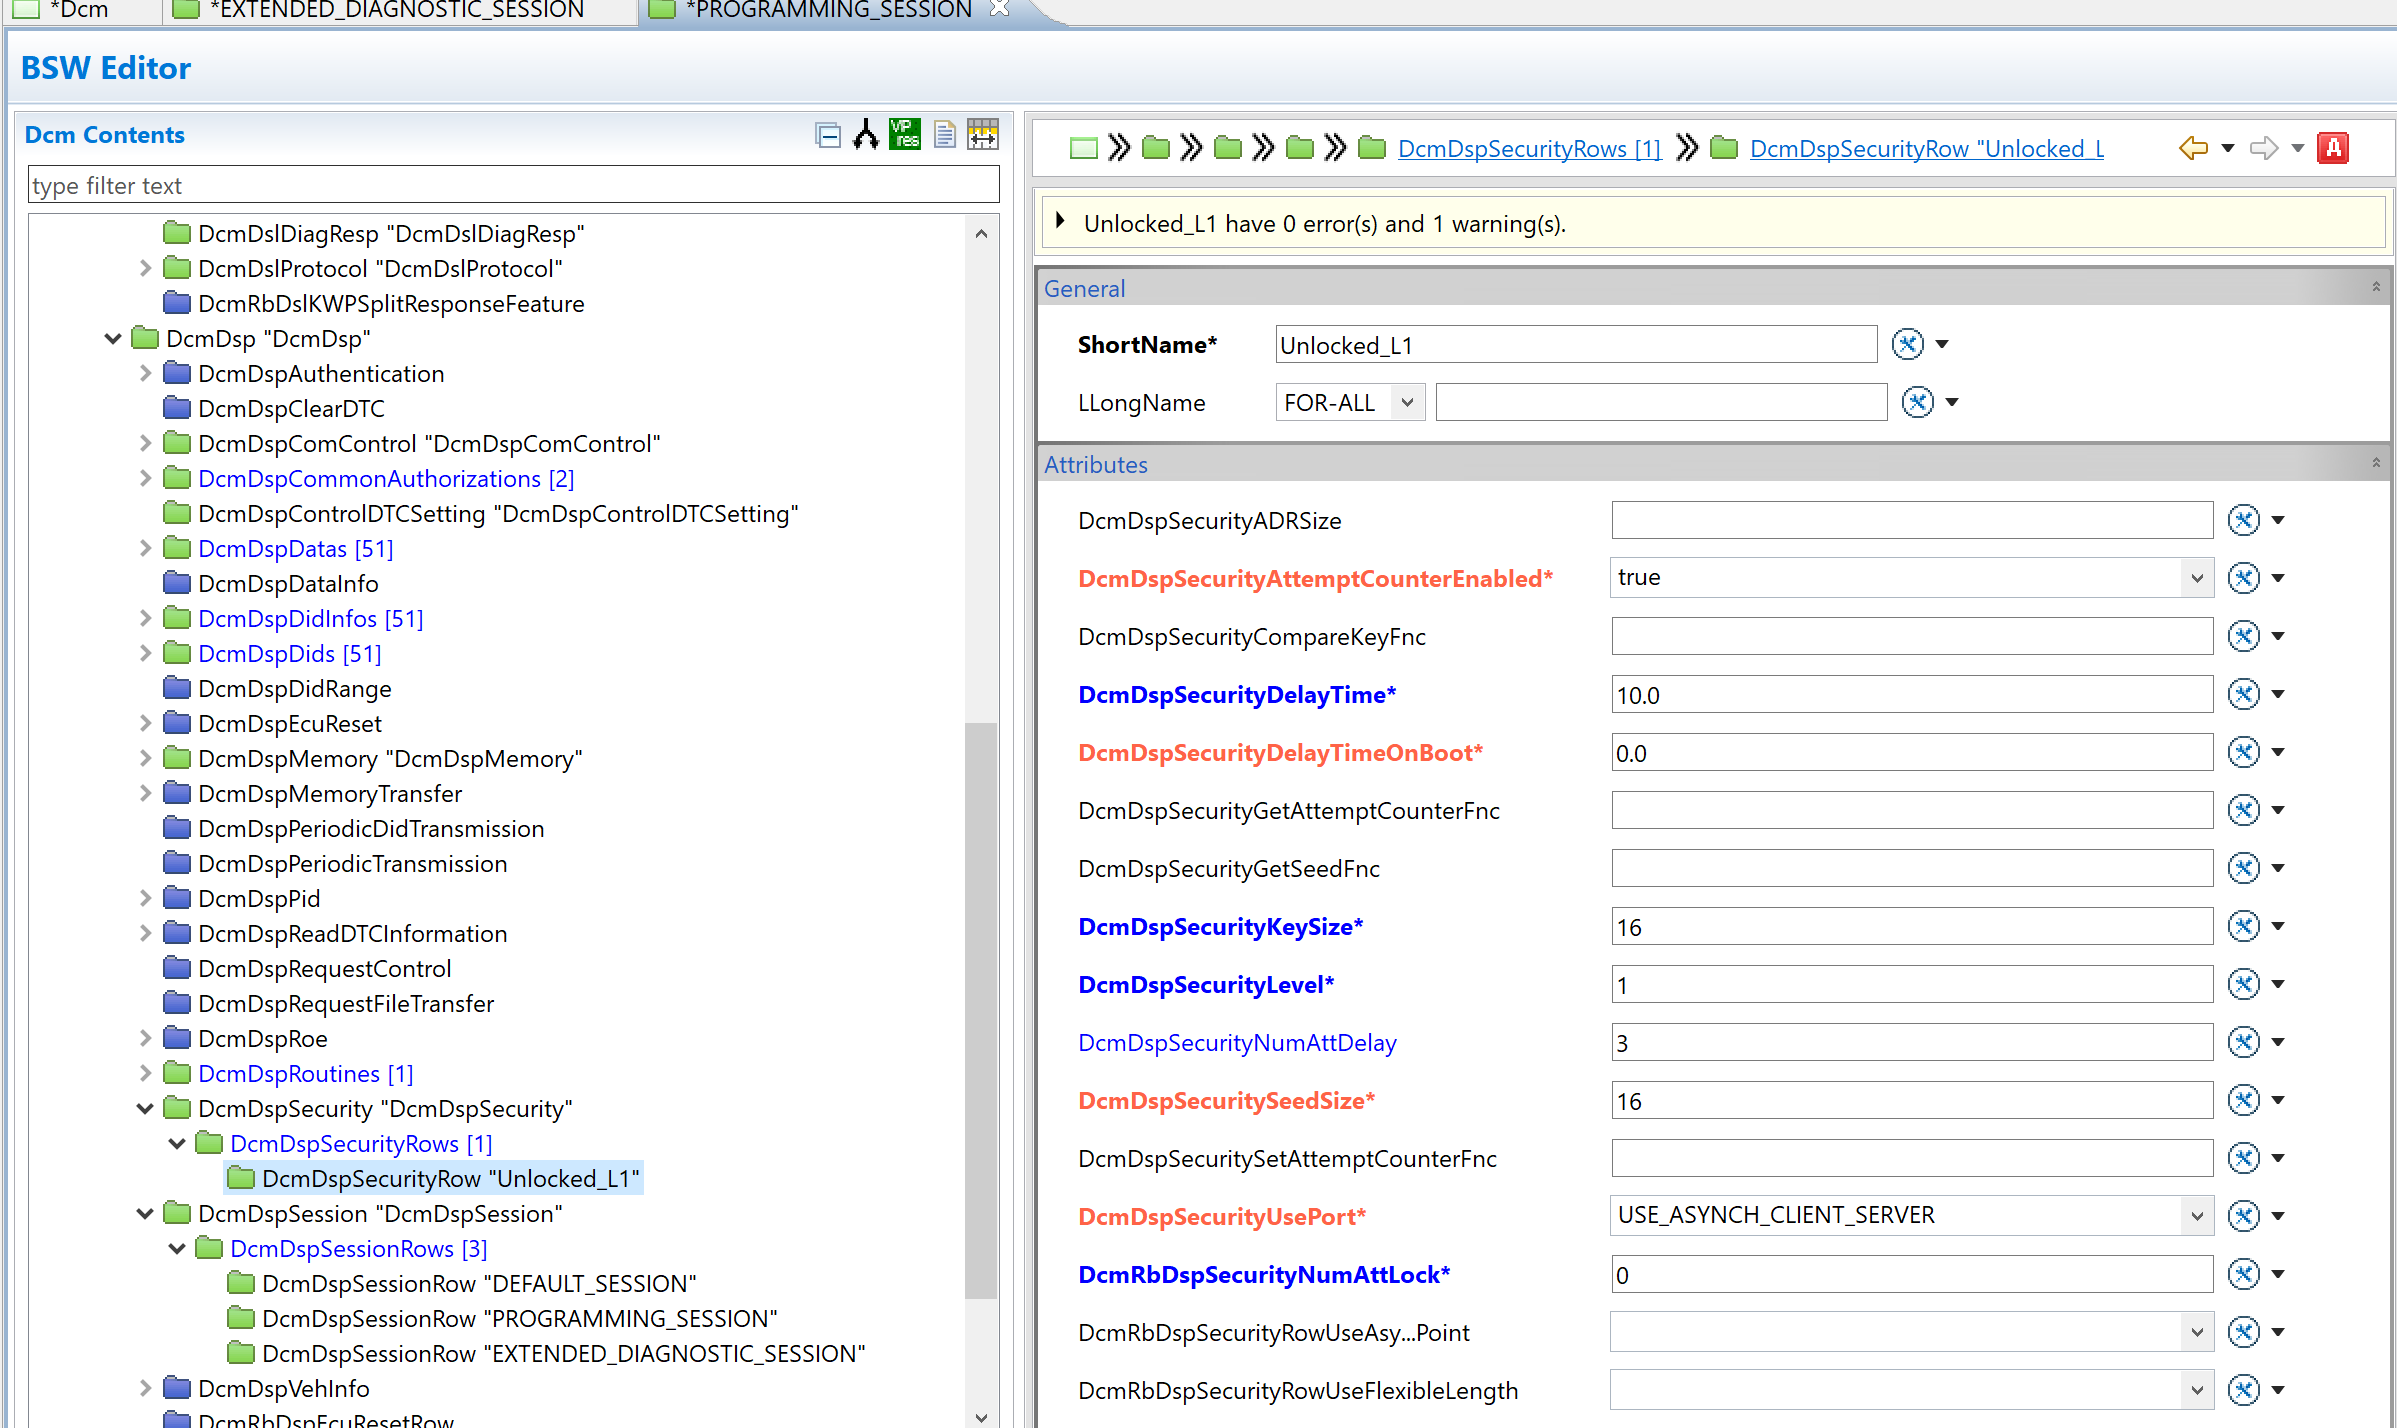 *Dcm *EXTENDED_DIAGNOSTIC_SESSION *PROGRAMMING_SESSION
BSW Editor
Dcm Contents
VP res
type filter text
DcmDslDiagResp "DcmDslDiagResp"
DcmDslProtocol "DcmDslProtocol"
DcmRbDslKWPSplitResponseFeature
DcmDsp "DcmDsp"
DcmDspAuthentication
DcmDspClearDTC
DcmDspComControl "DcmDspComControl"
DcmDspCommonAuthorizations [2]
DcmDspControlDTCSetting "DcmDspControlDTCSetting"
DcmDspDatas [51]
DcmDspDataInfo
DcmDspDidInfos [51]
DcmDspDids [51]
DcmDspDidRange
DcmDspEcuReset
DcmDspMemory "DcmDspMemory"
DcmDspMemoryTransfer
DcmDspPeriodicDidTransmission
DcmDspPeriodicTransmission
DcmDspPid
DcmDspReadDTCInformation
DcmDspRequestControl
DcmDspRequestFileTransfer
DcmDspRoe
DcmDspRoutines [1]
DcmDspSecurity "DcmDspSecurity"
DcmDspSecurityRows [1]
DcmDspSecurityRow "Unlocked_L1"
DcmDspSession "DcmDspSession"
DcmDspSessionRows [3]
DcmDspSessionRow "DEFAULT_SESSION"
DcmDspSessionRow "PROGRAMMING_SESSION"
DcmDspSessionRow "EXTENDED_DIAGNOSTIC_SESSION"
DcmDspVehInfo
DcmRbDspEcuResetRow
DcmDspSecurityRows [1] DcmDspSecurityRow "Unlocked_L
A
Unlocked_L1 have 0 error(s) and 1 warning(s).
General
ShortName* Unlocked_L1
LLongName FOR-ALL
Attributes
DcmDspSecurityADRSize
DcmDspSecurityAttemptCounterEnabled* true
DcmDspSecurityCompareKeyFnc
DcmDspSecurityDelayTime* 10.0
DcmDspSecurityDelayTimeOnBoot* 0.0
DcmDspSecurityGetAttemptCounterFnc
DcmDspSecurityGetSeedFnc
DcmDspSecurityKeySize* 16
DcmDspSecurityLevel* 1
DcmDspSecurityNumAttDelay 3
DcmDspSecuritySeedSize* 16
DcmDspSecuritySetAttemptCounterFnc
DcmDspSecurityUsePort* USE_ASYNCH_CLIENT_SERVER
DcmRbDspSecurityNumAttLock* 0
DcmRbDspSecurityRowUseAsy...Point
DcmRbDspSecurityRowUseFlexibleLength